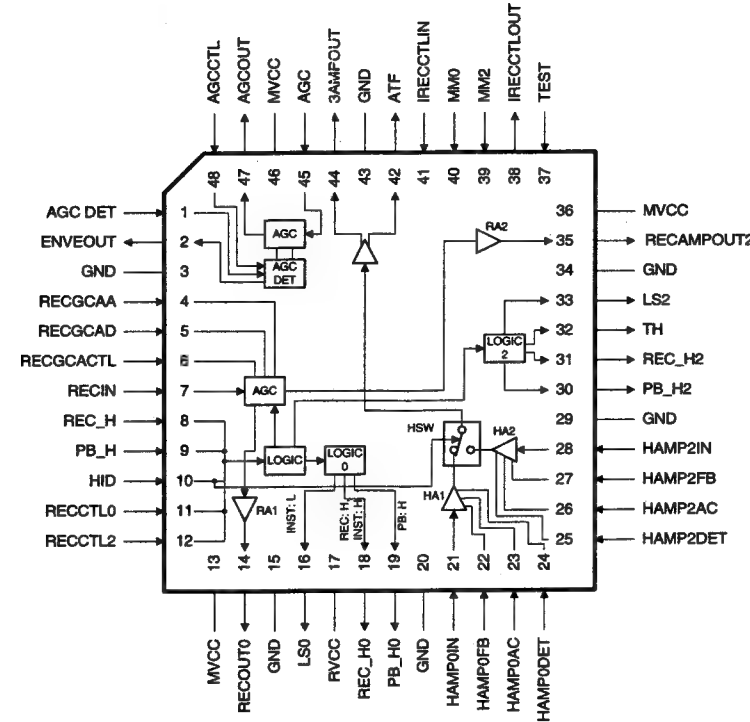 AGCCTL
AGCOUT
MVCC
AGC
3AMPOUT
GND
ATF
IRECCTLIN
MM0
MM2
IRECCTLOUT
TEST
48
47
46
45
44
43
42
41
40
39
38
37
AGC DET
1
ENVEOUT
2
GND
3
RECGCAA
4
RECGCAD
5
RECGCACTL
6
RECIN
7
REC_H
8
PB_H
9
HID
10
RECCTL0
11
RECCTL2
12
AGC
AGC
DET
RA2
36
MVCC
35
RECAMPOUT2
34
GND
33
LS2
32
TH
31
REC_H2
30
PB_H2
29
GND
28
HAMP2IN
27
HAMP2FB
26
HAMP2AC
25
HAMP2DET
LOGIC
2
AGC
HSW
HA2
LOGIC
LOGIC
0
HA1
RA1
INST: L
REC: H
INST: H
PB: H
13
14
15
16
17
18
19
20
21
22
23
24
MVCC
RECOUT0
GND
LS0
RVCC
REC_H0
PB_H0
GND
HAMP0IN
HAMP0FB
HAMP0AC
HAMP0DET